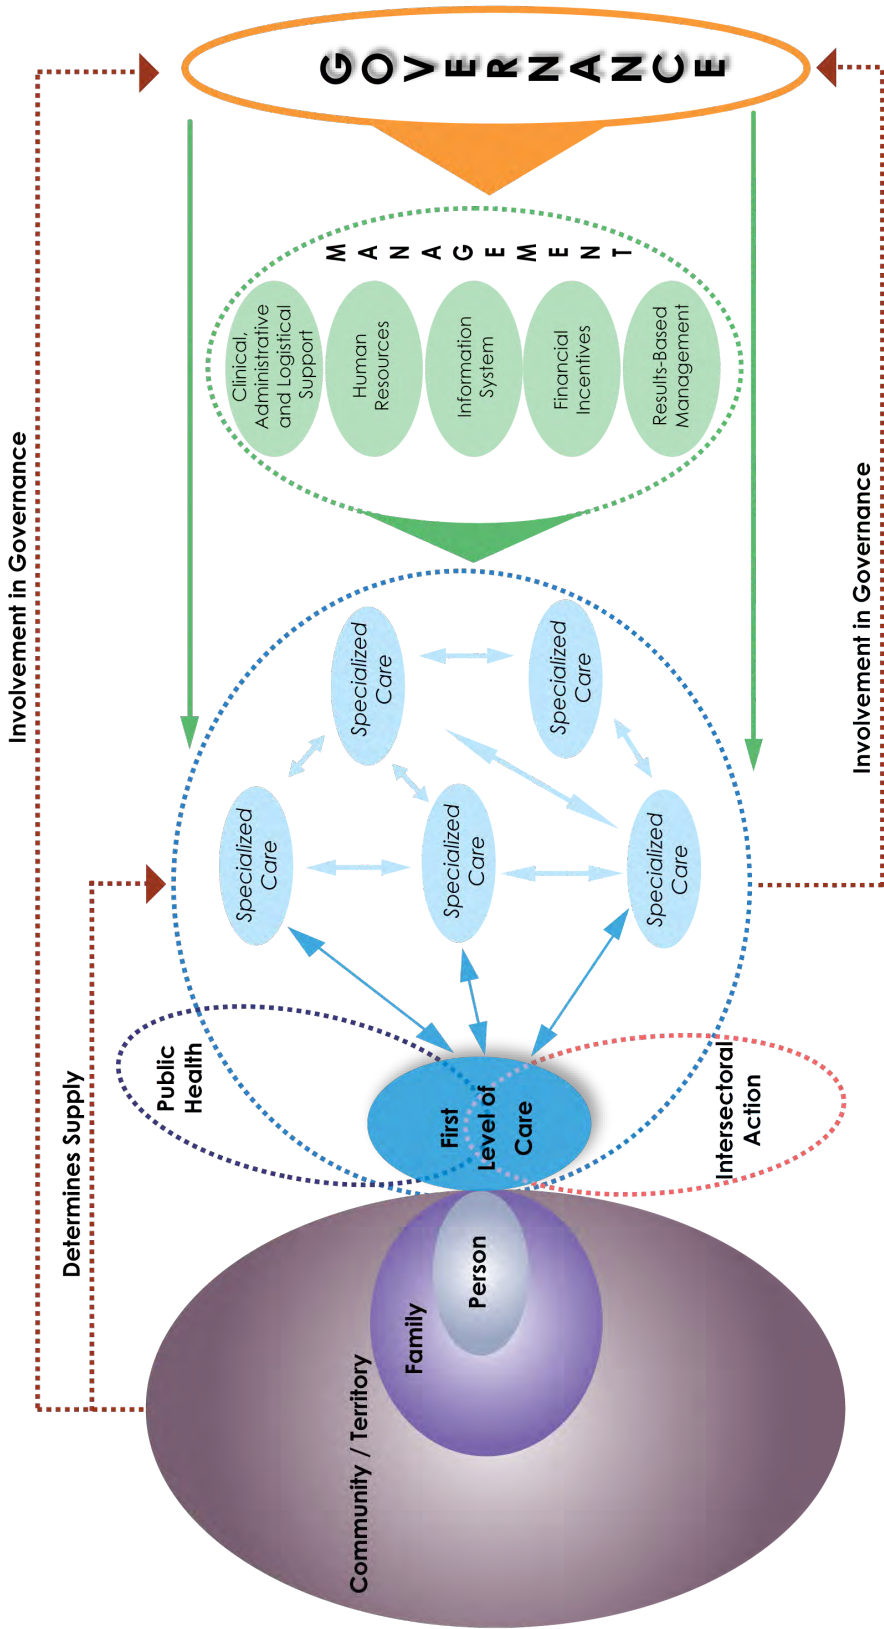 Involvement in Governance
Determines Supply
Community / Territory
Family
Person
Public
Health
First
Level of
Care
Intersectoral
Action
Specialized
Care
Specialized
Care
Specialized
Care
Specialized
Care
Specialized
Care
Clinical,
Administrative
and Logistical
Support
Human
Resources
Information
System
Financial
Incentives
Results-Based
Management
MANAGEMENT
GOVERNANCE
Involvement in Governance